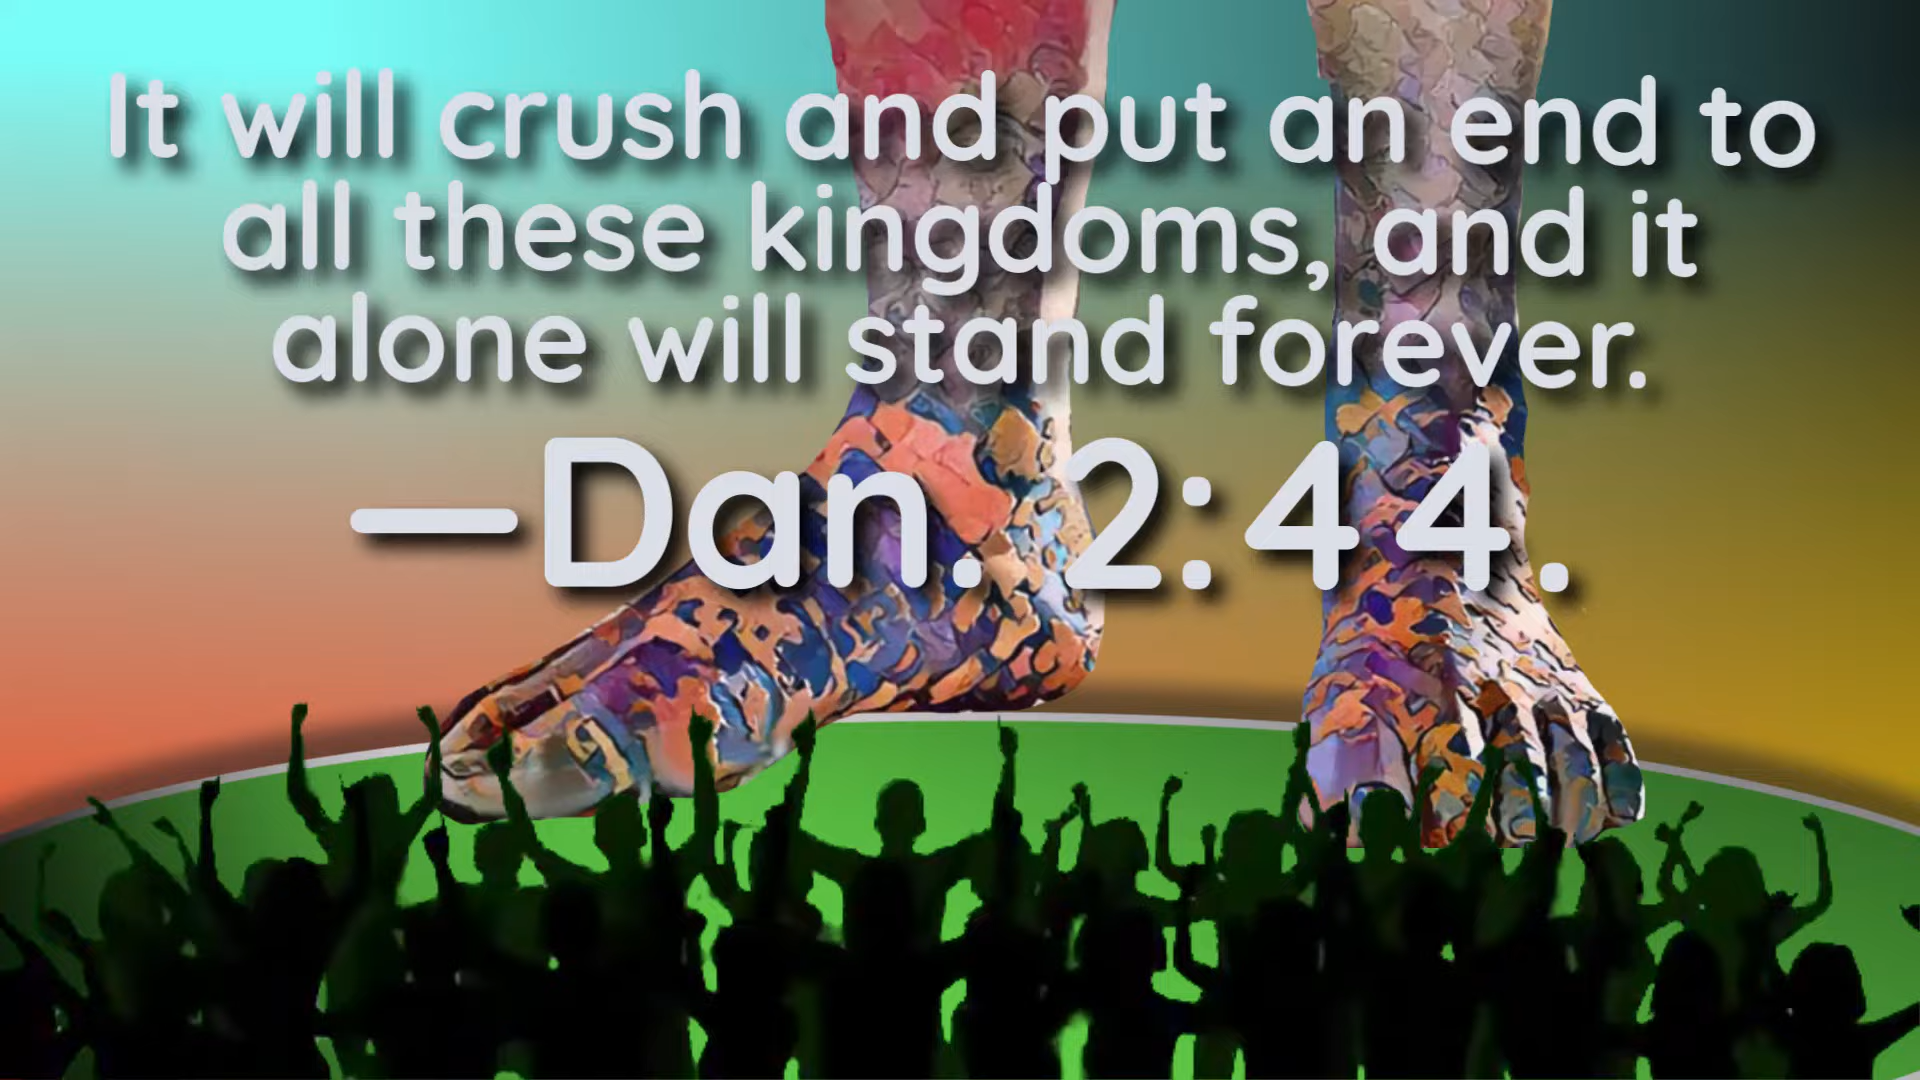 It will crush and put an end to
all these kingdoms, and it
alone will stand forever.
—Dan. 2:44.